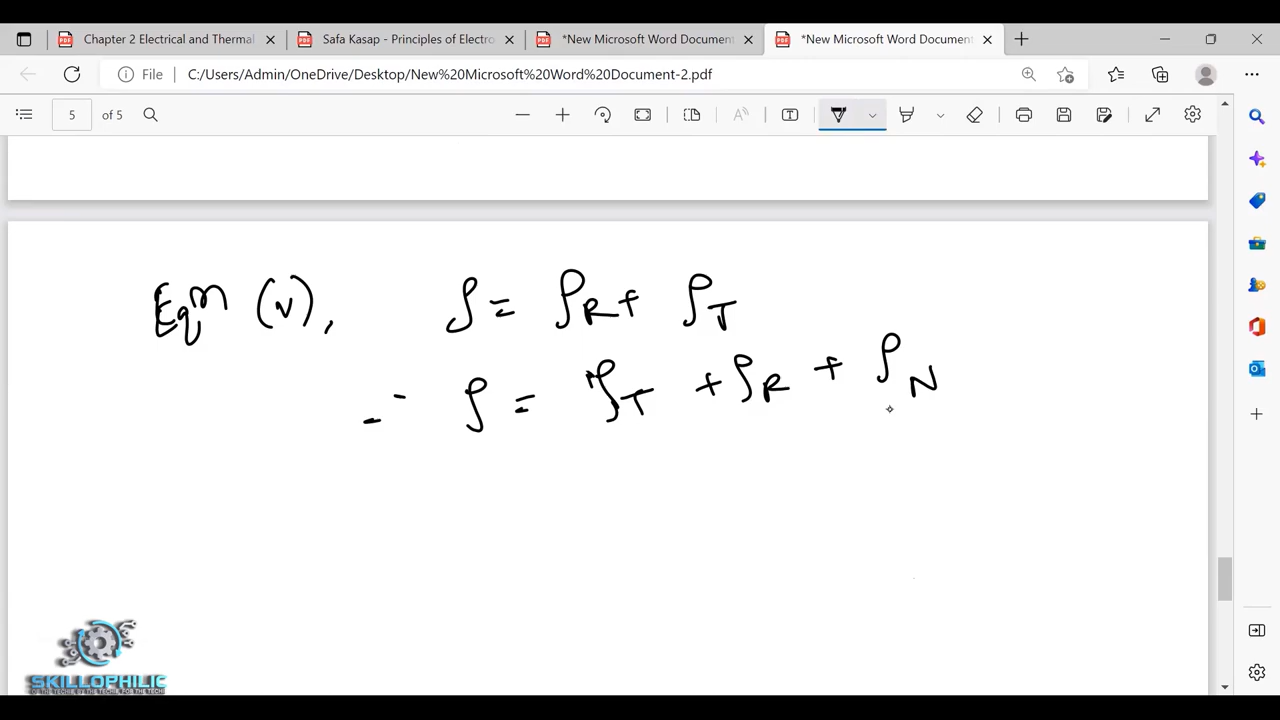 Chapter 2 Electrical and Thermal
Safa Kasap - Principles of Electro
*New Microsoft Word Document
*New Microsoft Word Document
File
C:/Users/Admin/OneDrive/Desktop/New%20Microsoft%20Word%20Document-2.pdf
5 of 5
Eqn (V), ρ = ρR + ρT
∴ ρ = ρT + ρR + ρN
SKILLOPHILIC